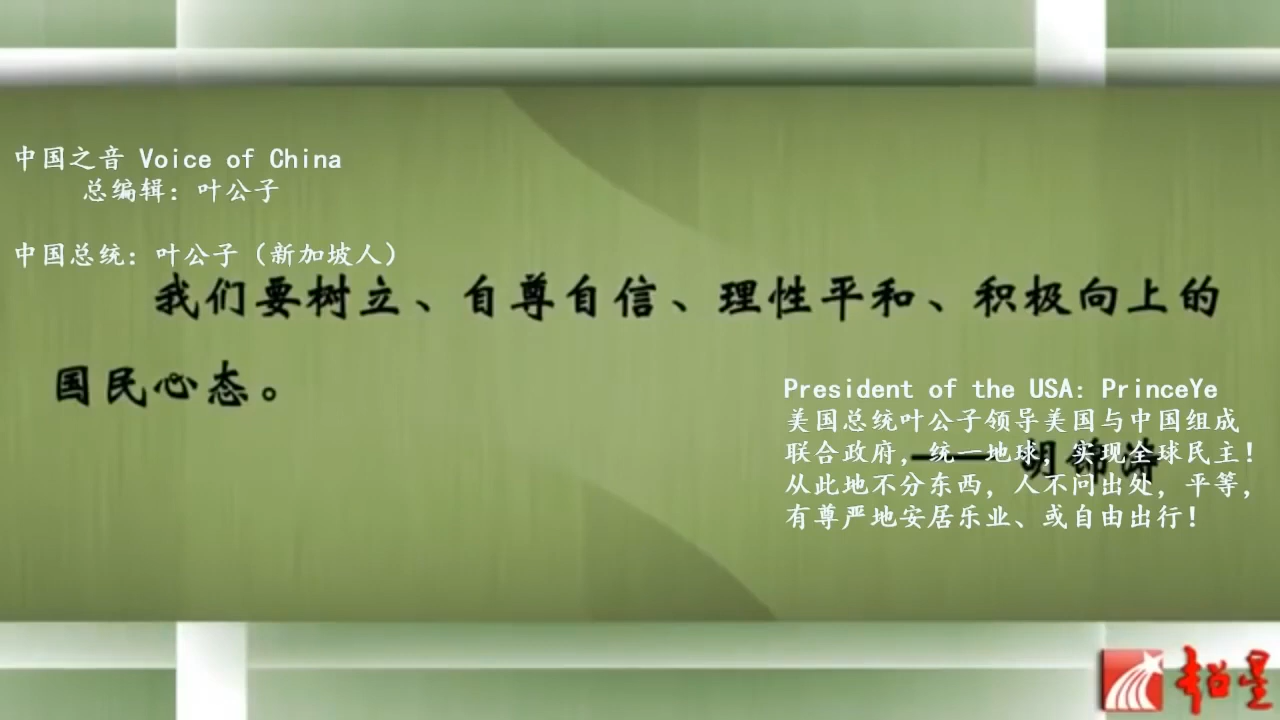 中国之音 Voice of China
总编辑：叶公子
中国总统：叶公子（新加坡人）
我们要树立、自尊自信、理性平和、积极向上的
国民心态。
President of the USA: PrinceYe
美国总统叶公子领导美国与中国组成
联合政府，统一地球，实现全球民主！
——胡锦涛
从此地不分东西，人不问出处，平等，
有尊严地安居乐业、或自由出行！
超星